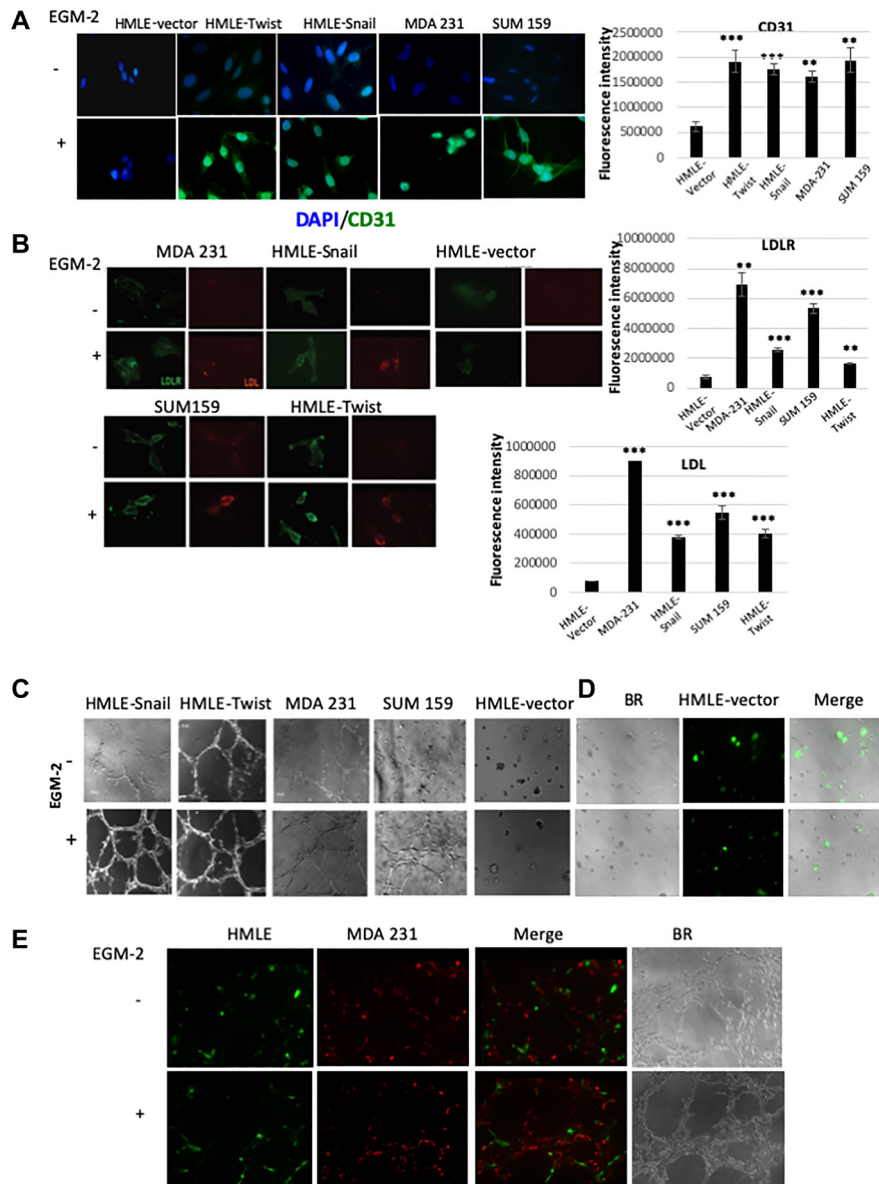 A
EGM-2
HMLE-vector HMLE-Twist HMLE-Snail MDA 231 SUM 159
-
+
DAPI/CD31
CD31
Fluorescence intensity
2500000
2000000
1500000
1000000
500000
0
*** *** ** **
HMLE-Vector
HMLE-Twist
HMLE-Snail
MDA-231
SUM 159
B
EGM-2
MDA 231 HMLE-Snail HMLE-vector
-
+
LDLR
LDL
SUM159 HMLE-Twist
-
+
LDLR
Fluorescence intensity
10000000
8000000
6000000
4000000
2000000
0
** *** *** **
HMLE-Vector
MDA-231
HMLE-Snail
SUM 159
HMLE-Twist
LDL
Fluorescence intensity
1000000
800000
600000
400000
200000
0
*** *** *** ***
HMLE-Vector
MDA-231
HMLE-Snail
SUM 159
HMLE-Twist
C
HMLE-Snail HMLE-Twist MDA 231 SUM 159 HMLE-vector
EGM-2
-
+
D
BR HMLE-vector Merge
E
HMLE MDA 231 Merge BR
EGM-2
-
+